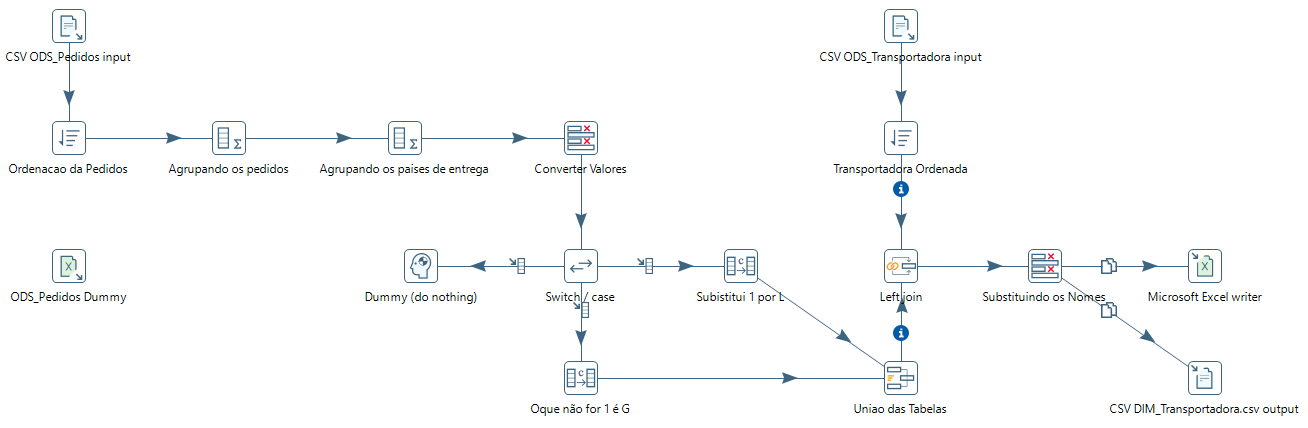 CSV ODS_Pedidos input
CSV ODS_Transportadora input
Ordenacao da Pedidos
Agrupando os pedidos
Agrupando os paises de entrega
Converter Valores
Transportadora Ordenada
ODS_Pedidos Dummy
Dummy (do nothing)
Switch / case
Subistitui 1 por L
Left join
Substituindo os Nomes
Microsoft Excel writer
Oque não for 1 é G
Uniao das Tabelas
CSV DIM_Transportadora.csv output